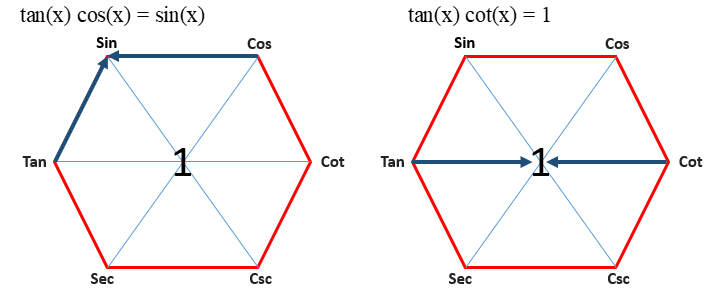 tan(x) cos(x) = sin(x)
Sin Cos
Tan 1 Cot
Sec Csc
tan(x) cot(x) = 1
Sin Cos
Tan 1 Cot
Sec Csc